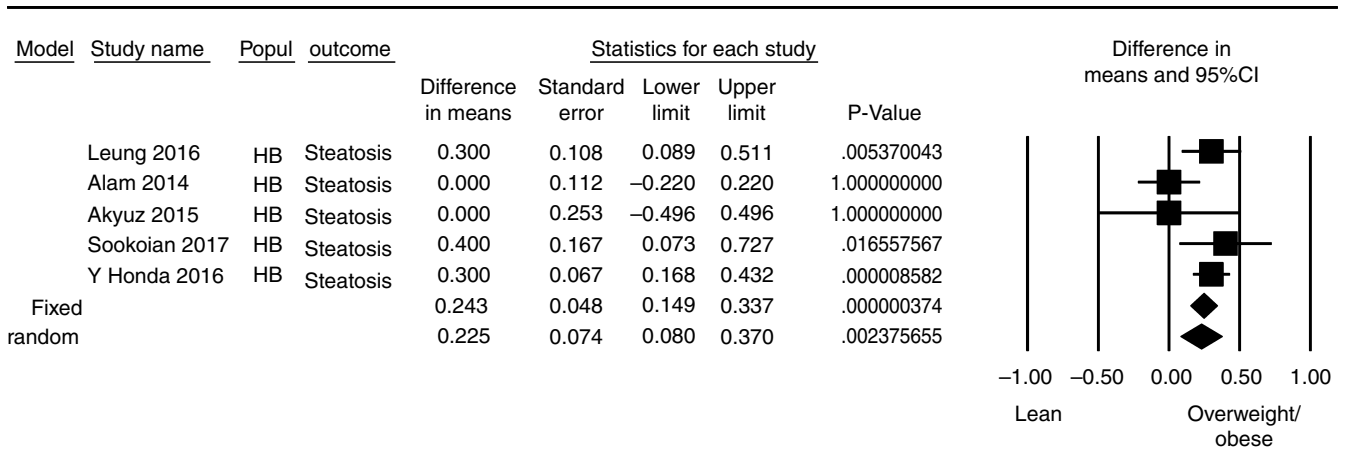 Model Study name Popul outcome Statistics for each study Difference in
means and 95%CI
Difference Standard Lower Upper
in means error limit limit P-Value
Leung 2016 HB Steatosis 0.300 0.108 0.089 0.511 .005370043
Alam 2014 HB Steatosis 0.000 0.112 –0.220 0.220 1.000000000
Akyuz 2015 HB Steatosis 0.000 0.253 –0.496 0.496 1.000000000
Sookoian 2017 HB Steatosis 0.400 0.167 0.073 0.727 .016557567
Y Honda 2016 HB Steatosis 0.300 0.067 0.168 0.432 .000008582
Fixed 0.243 0.048 0.149 0.337 .000000374
random 0.225 0.074 0.080 0.370 .002375655
–1.00 –0.50 0.00 0.50 1.00
Lean Overweight/
obese